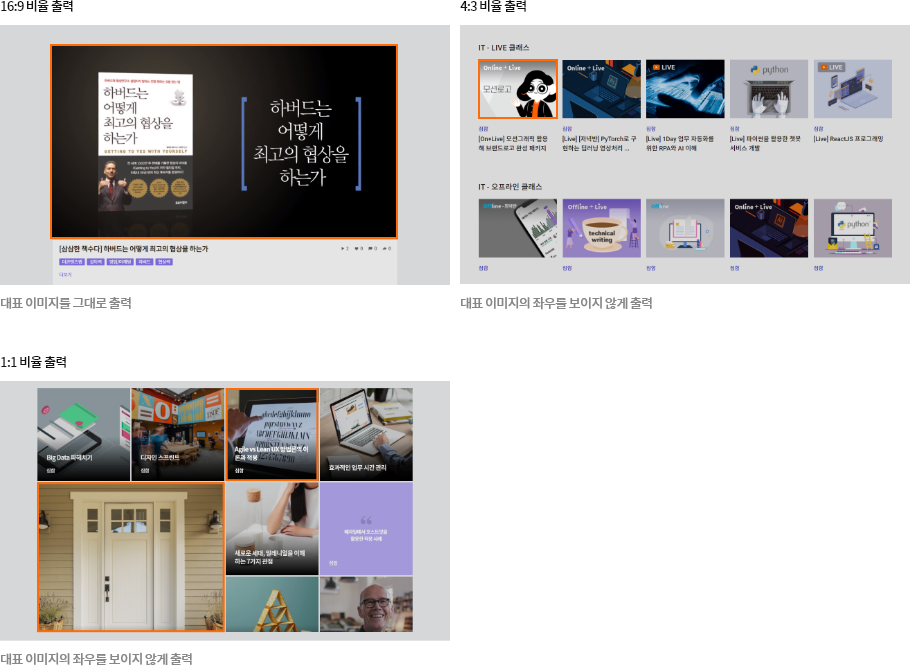 16:9 비율 출력
하버드는
어떻게
최고의 협상을
하는가
GETTING TO YES WITH YOURSELF
하버드는
어떻게
최고의 협상을
하는가
[상상한 책수다] 하버드는 어떻게 최고의 협상을 하는가
더보기
대표 이미지를 그대로 출력
4:3 비율 출력
IT - LIVE 클래스
Online + Live
모션로고
Online + Live
LIVE
python
LIVE
[On+Live] 모션그래픽 활용
해 브랜드로고 완성 패키지
[Live] [저녁반] PyTorch로 구
현하는 딥러닝 영상처리 ...
[Live] 1Day 업무 자동화를
위한 RPA와 AI 이해
[Live] 파이썬을 활용한 챗봇
서비스 개발
[Live] ReactJS 프로그래밍
IT - 오프라인 클래스
Offline + Live
technical
writing
Online + Live
python
대표 이미지의 좌우를 보이지 않게 출력
1:1 비율 출력
Big Data 파헤치기
디자인 스프린트
Agile vs Lean UX 방법론의 이
론과 적용
효과적인 업무 시간 관리
새로운 세대, 밀레니얼을 이해
하는 7가지 관점
대표 이미지의 좌우를 보이지 않게 출력